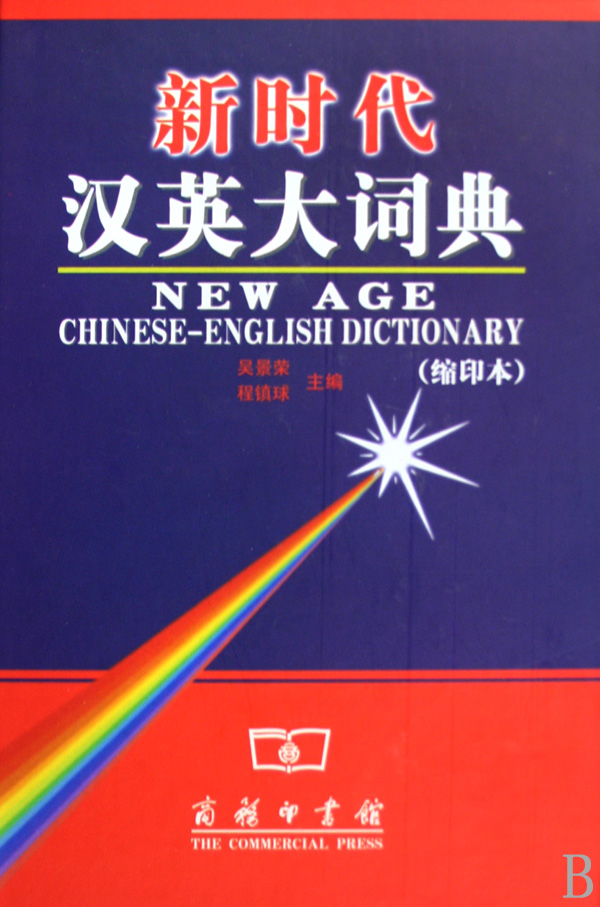 新时代
汉英大词典
NEW AGE
CHINESE-ENGLISH DICTIONARY
(缩印本)
吴景荣
程镇球
主编
商務印書館
THE COMMERCIAL PRESS
B